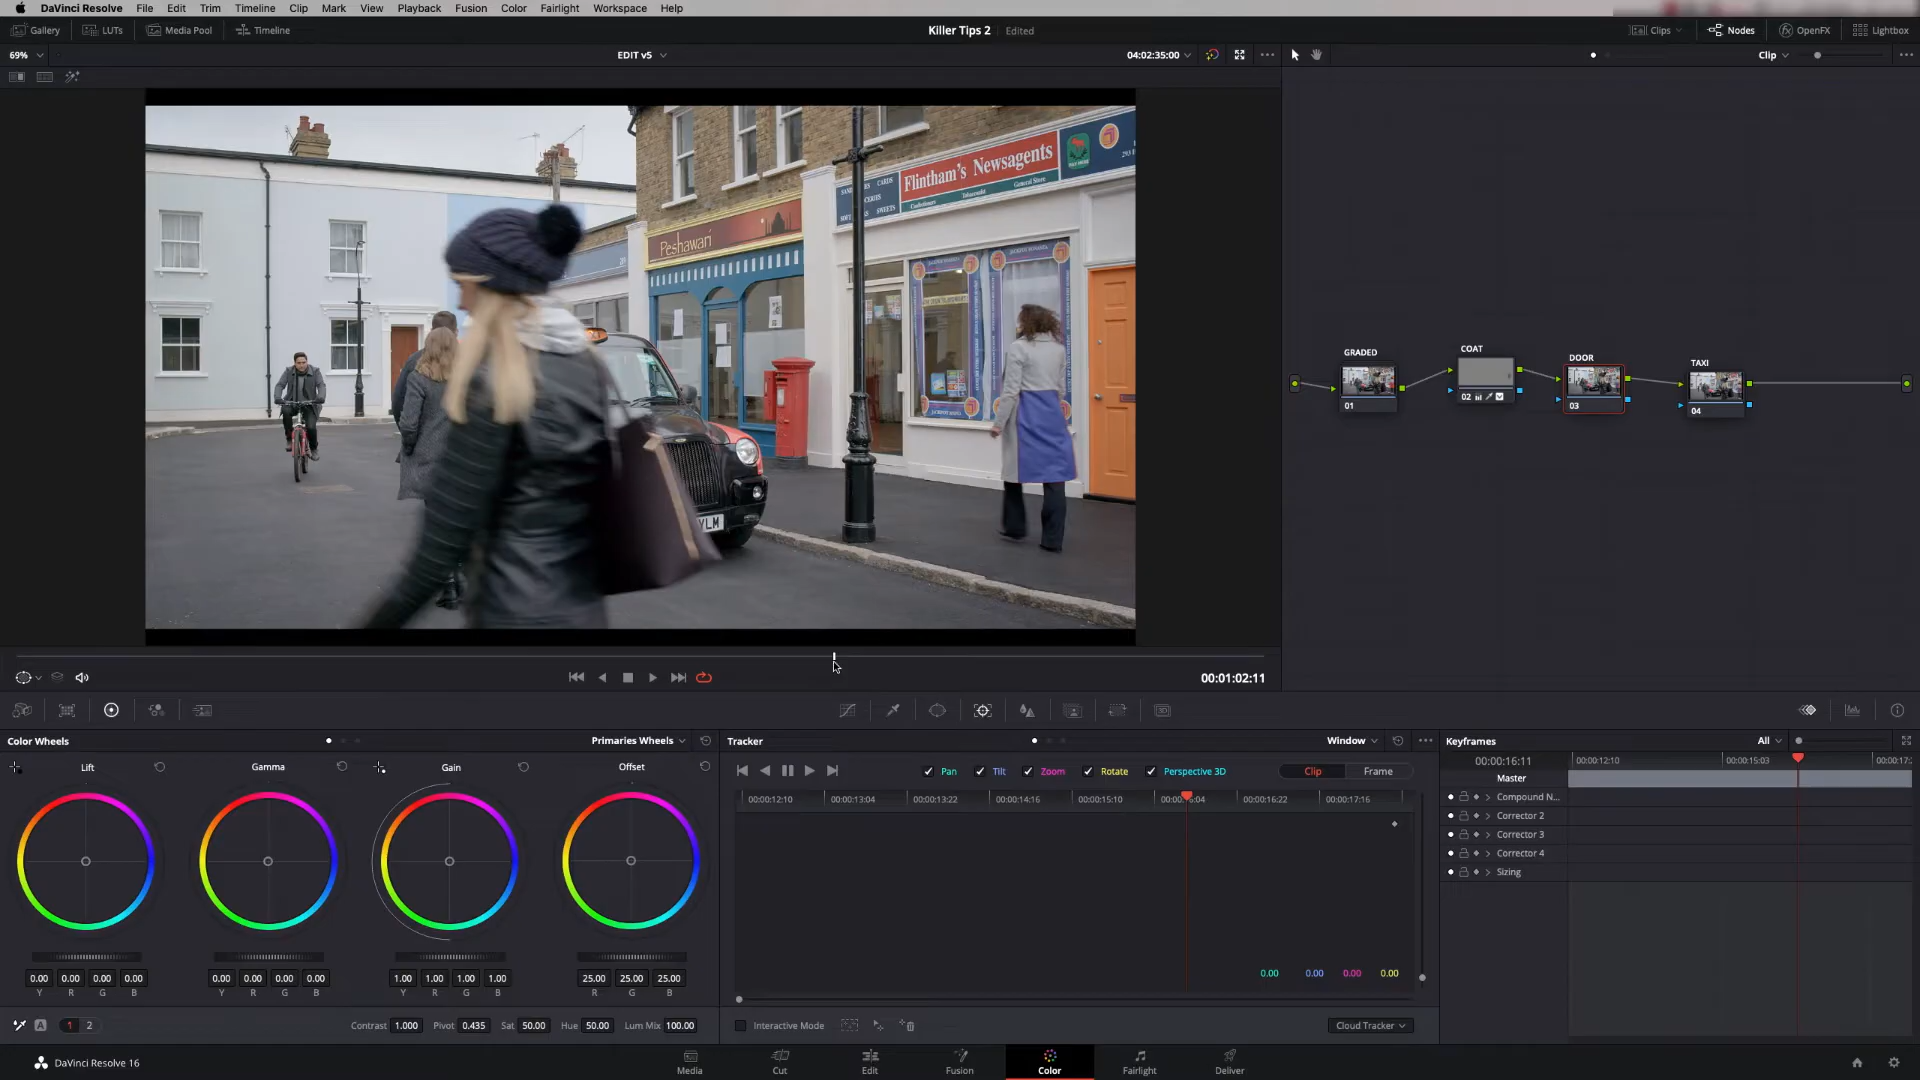 DaVinci Resolve File Edit Trim Timeline Clip Mark View Playback Fusion Color Fairlight Workspace Help
Gallery LUTs Media Pool Timeline Killer Tips 2 Edited Clips Nodes OpenFX Lightbox
69% EDIT v5 04:02:35:00 Clip
Flintham's Newsagents
General Store
Peshawari
CARDS
SWEETS
VLM
GRADED
COAT
DOOR
TAXI
01
02
03
04
00:01:02:11
Color Wheels Primaries Wheels
Lift Gamma Gain Offset
0.00 0.00 0.00 0.00 0.00 0.00 0.00 0.00 1.00 1.00 1.00 1.00 25.00 25.00 25.00
Y R G B Y R G B Y R G B R G B
A 1 2 Contrast 1.000 Pivot 0.435 Sat 50.00 Hue 50.00 Lum Mix 100.00
Tracker Window
Pan Tilt Zoom Rotate Perspective 3D Clip Frame
00:00:12:10 00:00:13:04 00:00:13:22 00:00:14:16 00:00:15:10 00:00:16:04 00:00:16:22 00:00:17:16
0.00 0.00 0.00 0.00
Interactive Mode Cloud Tracker
Keyframes All
00:00:16:11 00:00:12:10 00:00:15:03 00:00:17:
Master
Compound N...
Corrector 2
Corrector 3
Corrector 4
Sizing
DaVinci Resolve 16 Media Cut Edit Fusion Color Fairlight Deliver